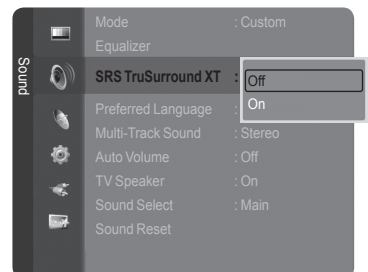 Sound
Mode : Custom
Equalizer
SRS TruSurround XT :
Off
On
Preferred Language :
Multi-Track Sound : Stereo
Auto Volume : Off
TV Speaker : On
Sound Select : Main
Sound Reset